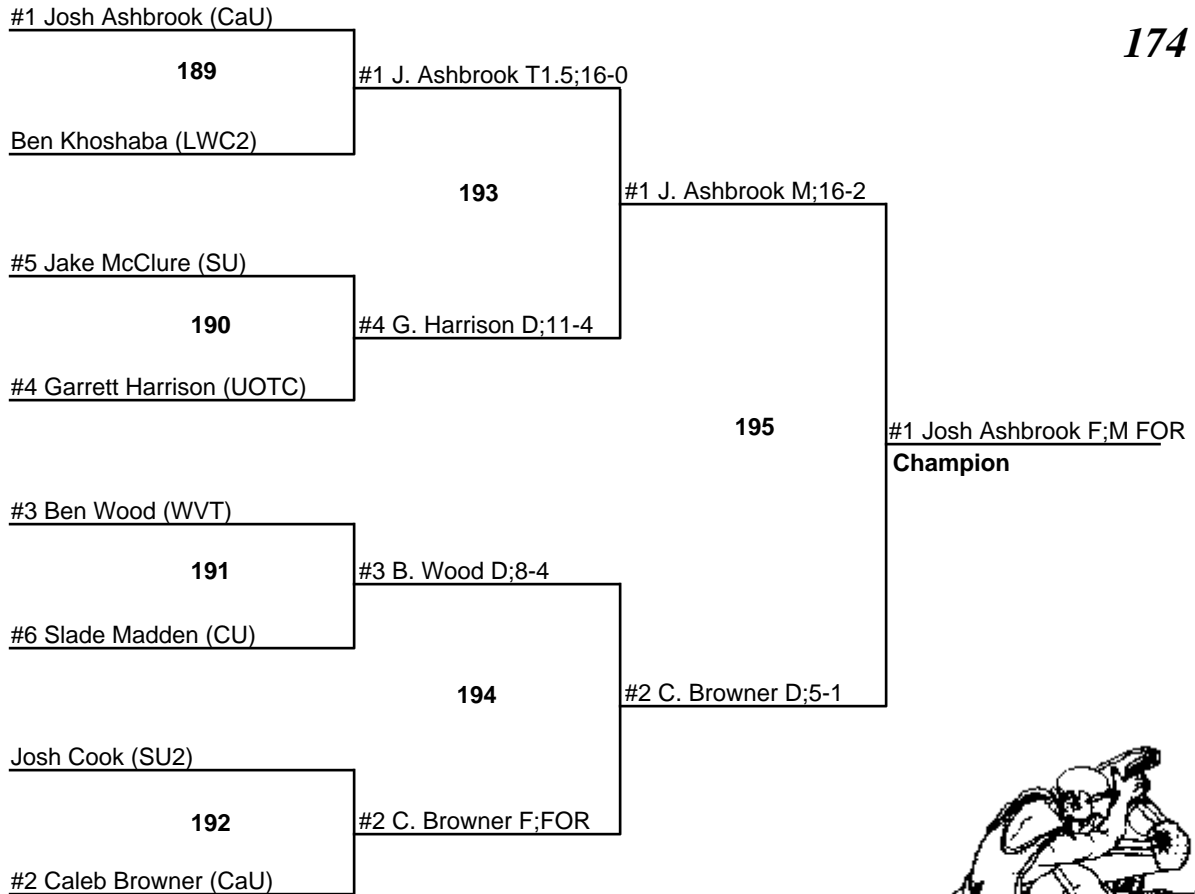 #1 Josh Ashbrook (CaU)
174
189
#1 J. Ashbrook T1.5;16-0
Ben Khoshaba (LWC2)
193
#1 J. Ashbrook M;16-2
#5 Jake McClure (SU)
190
#4 G. Harrison D;11-4
#4 Garrett Harrison (UOTC)
195
#1 Josh Ashbrook F;M FOR
Champion
#3 Ben Wood (WVT)
191
#3 B. Wood D;8-4
#6 Slade Madden (CU)
194
#2 C. Browner D;5-1
Josh Cook (SU2)
192
#2 C. Browner F;FOR
#2 Caleb Browner (CaU)